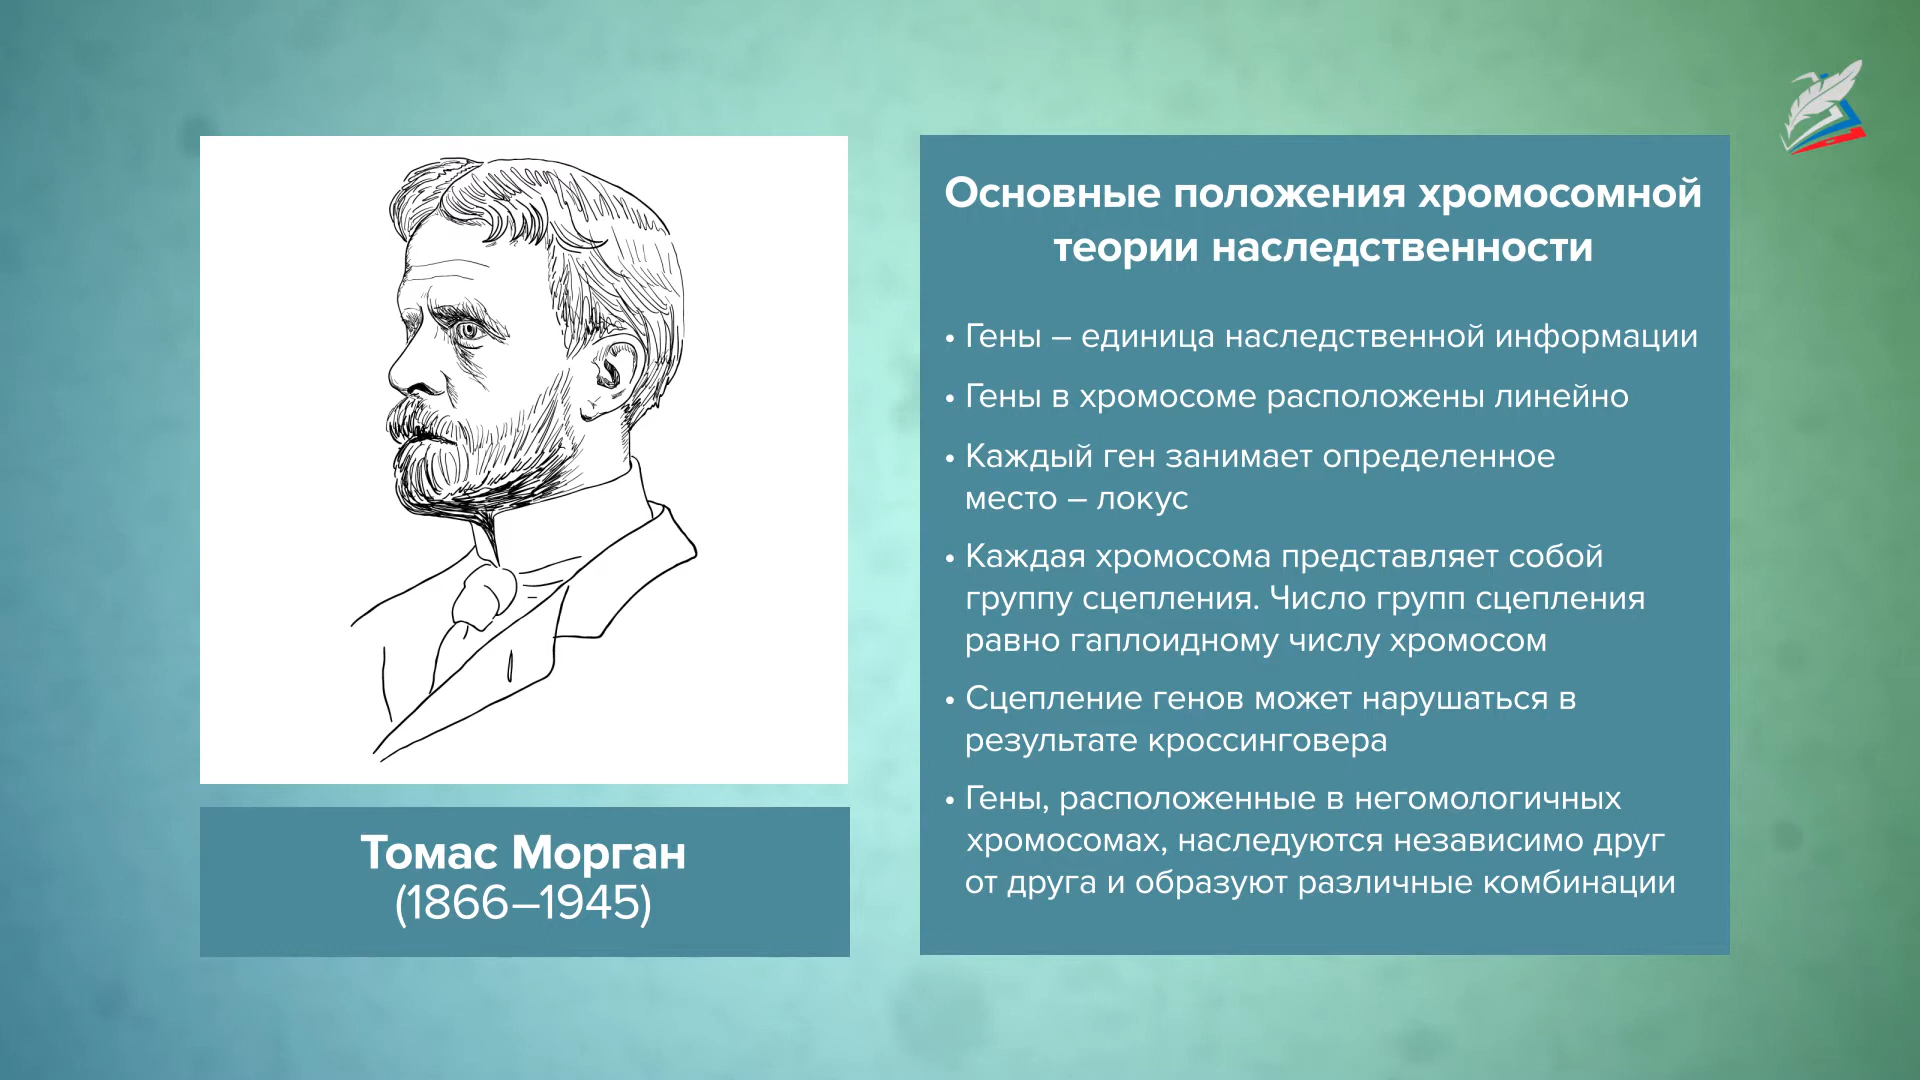 Томас Морган
(1866–1945)
Основные положения хромосомной
теории наследственности
• Гены – единица наследственной информации
• Гены в хромосоме расположены линейно
• Каждый ген занимает определенное
место – локус
• Каждая хромосома представляет собой
группу сцепления. Число групп сцепления
равно гаплоидному числу хромосом
• Сцепление генов может нарушаться в
результате кроссинговера
• Гены, расположенные в негомологичных
хромосомах, наследуются независимо друг
от друга и образуют различные комбинации